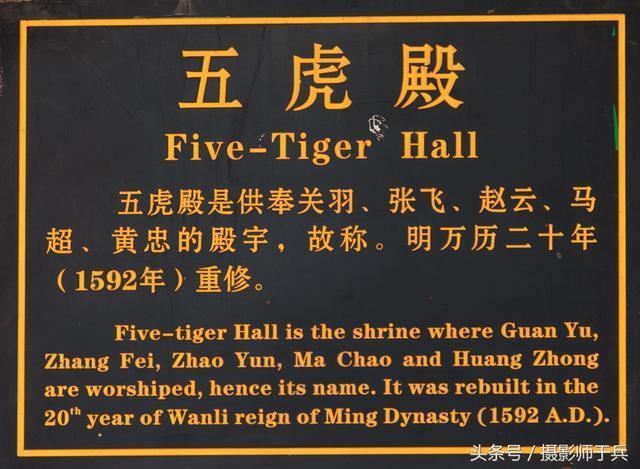 五虎殿
Five-Tiger Hall
五虎殿是供奉关羽、张飞、赵云、马
超、黄忠的殿宇，故称。明万历二十年
（1592年）重修。
Five-tiger Hall is the shrine where Guan Yu,
Zhang Fei, Zhao Yun, Ma Chao and Huang Zhong
are worshiped, hence its name. It was rebuilt in the
20th year of Wanli reign of Ming Dynasty (1592 A.D.).
头条号 / 摄影师于兵